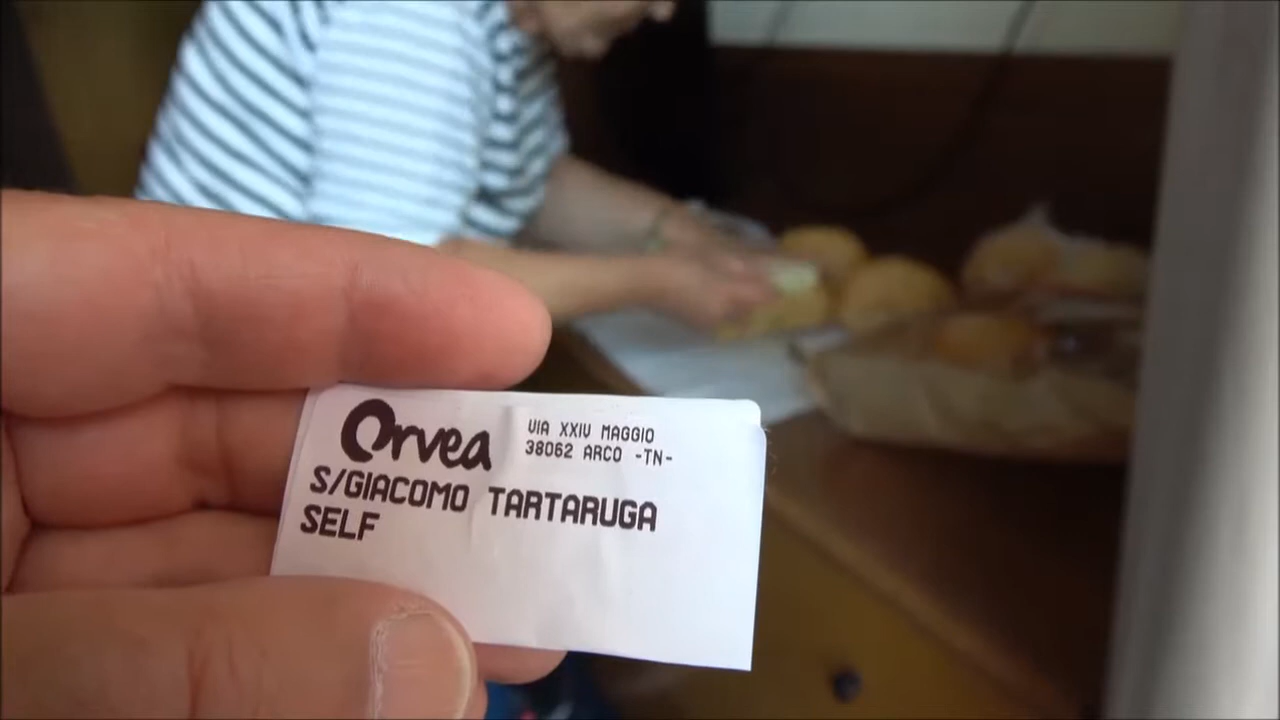 Orvea
VIA XXIV MAGGIO
38062 ARCO -TN-
S/GIACOMO TARTARUGA
SELF